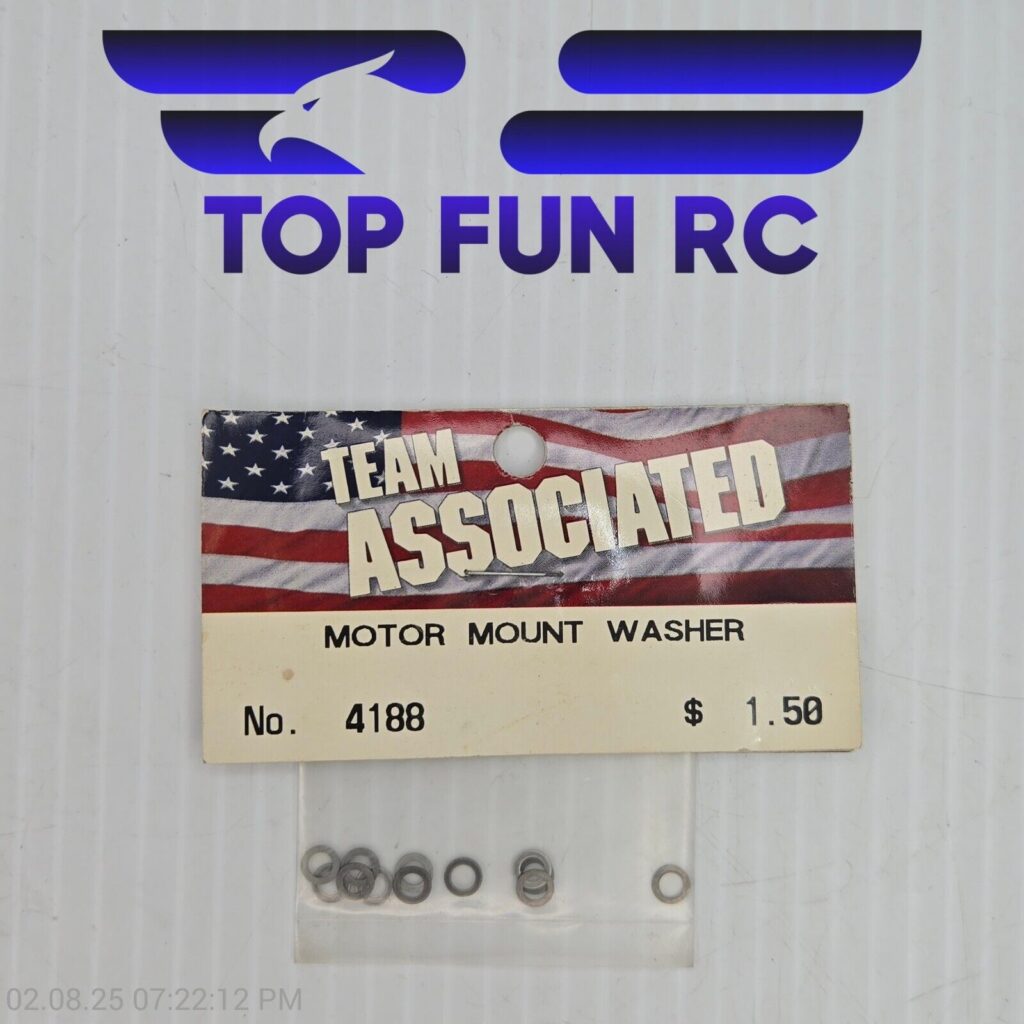 TOP FUN RC
TEAM
ASSOCIATED
MOTOR MOUNT WASHER
No. 4188 $ 1.50
02.08.25 07:22:12 PM